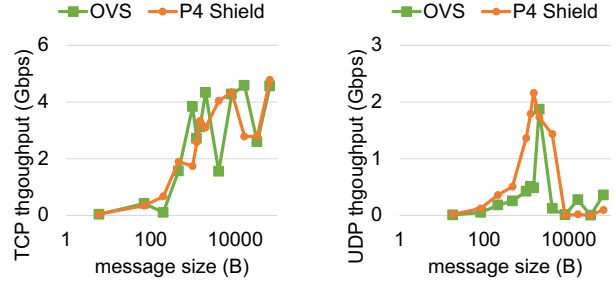 OVS P4 Shield
TCP thgoughput (Gbps)
6
4
2
0
1 100 10000
message size (B)
OVS P4 Shield
UDP thgoughput (Gbps)
3
2
1
0
1 100 10000
message size (B)